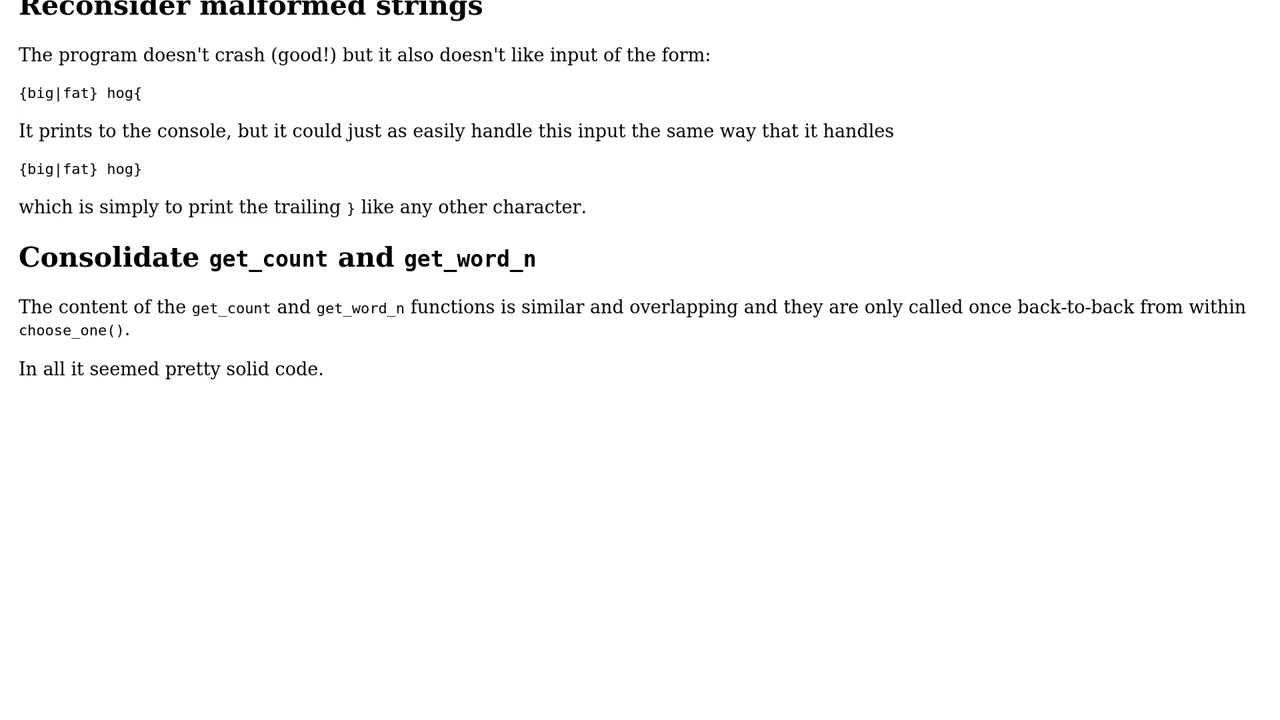 Reconsider malformed strings
The program doesn't crash (good!) but it also doesn't like input of the form:
{big|fat} hog{
It prints to the console, but it could just as easily handle this input the same way that it handles
{big|fat} hog}
which is simply to print the trailing } like any other character.
Consolidate get_count and get_word_n
The content of the get_count and get_word_n functions is similar and overlapping and they are only called once back-to-back from within
choose_one().
In all it seemed pretty solid code.